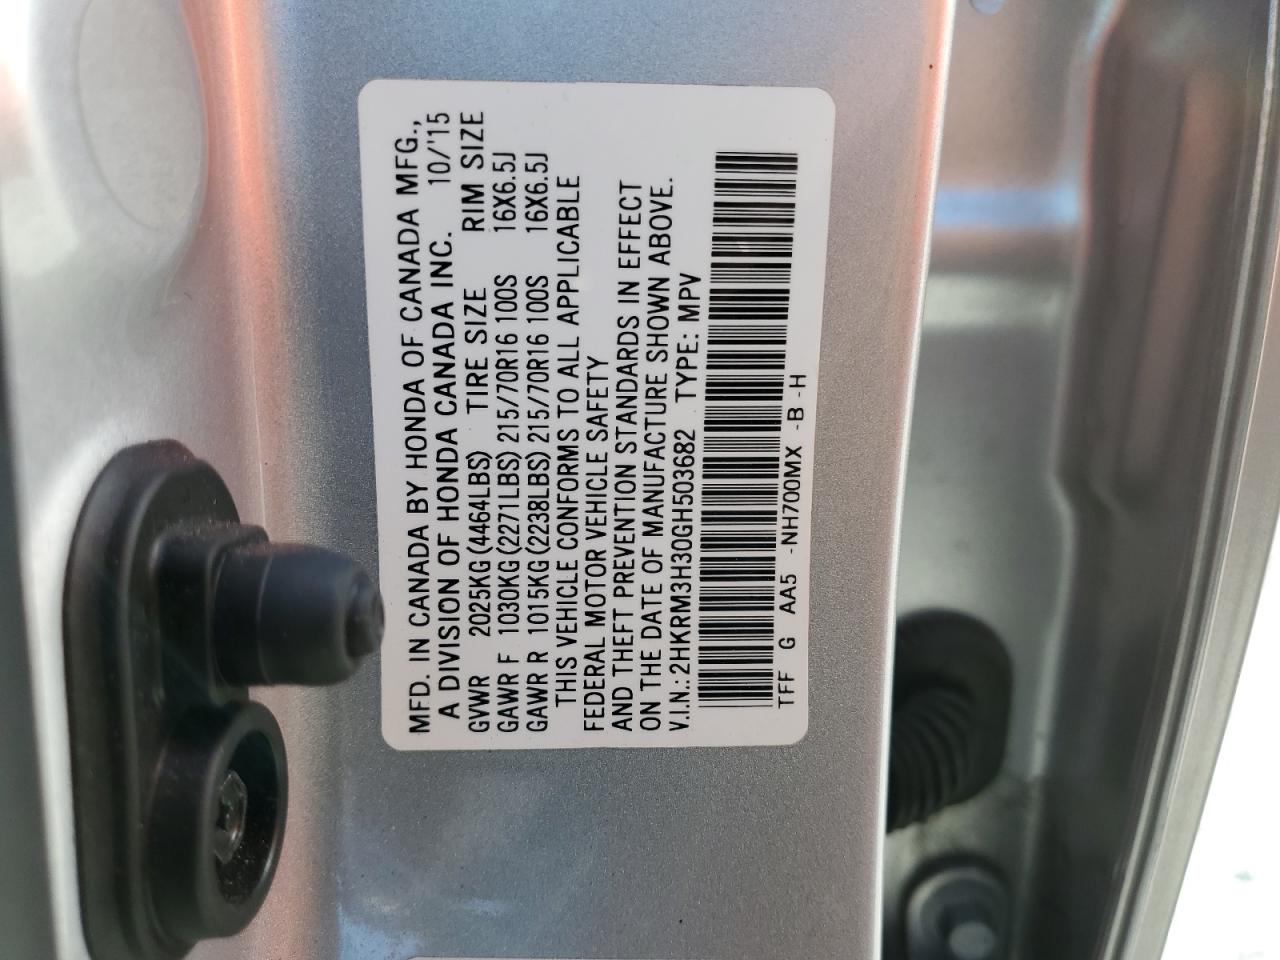 MFD. IN CANADA BY HONDA OF CANADA MFG.,
A DIVISION OF HONDA CANADA INC. 10/'15
GVWR 2025KG(4464LBS) TIRE SIZE RIM SIZE
GAWR F 1030KG(2271LBS) 215/70R16 100S 16X6.5J
GAWR R 1015KG(2238LBS) 215/70R16 100S 16X6.5J
THIS VEHICLE CONFORMS TO ALL APPLICABLE
FEDERAL MOTOR VEHICLE SAFETY
AND THEFT PREVENTION STANDARDS IN EFFECT
ON THE DATE OF MANUFACTURE SHOWN ABOVE.
V.I.N.: 2HKRM3H30GH503682 TYPE: MPV
TFF G AA5 -NH700MX -B -H